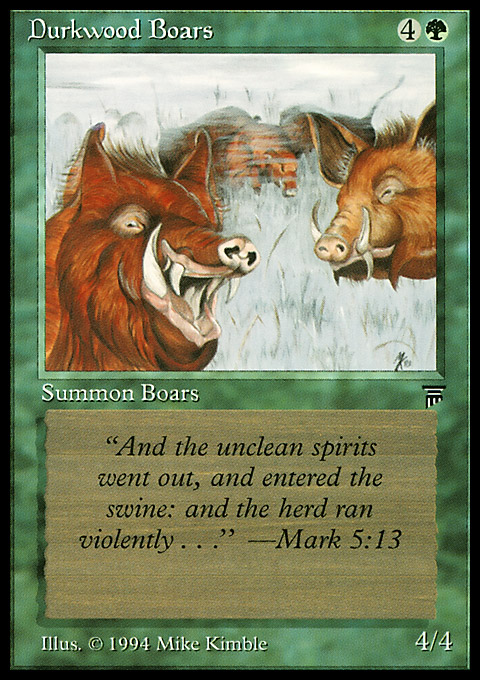 Durkwood Boars 4
Summon Boars
“And the unclean spirits
went out, and entered the
swine: and the herd ran
violently . . .” —Mark 5:13
Illus. © 1994 Mike Kimble 4/4